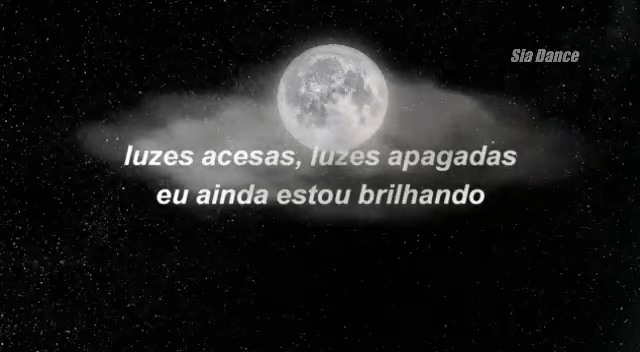 Sia Dance
luzes acesas, luzes apagadas
eu ainda estou brilhando